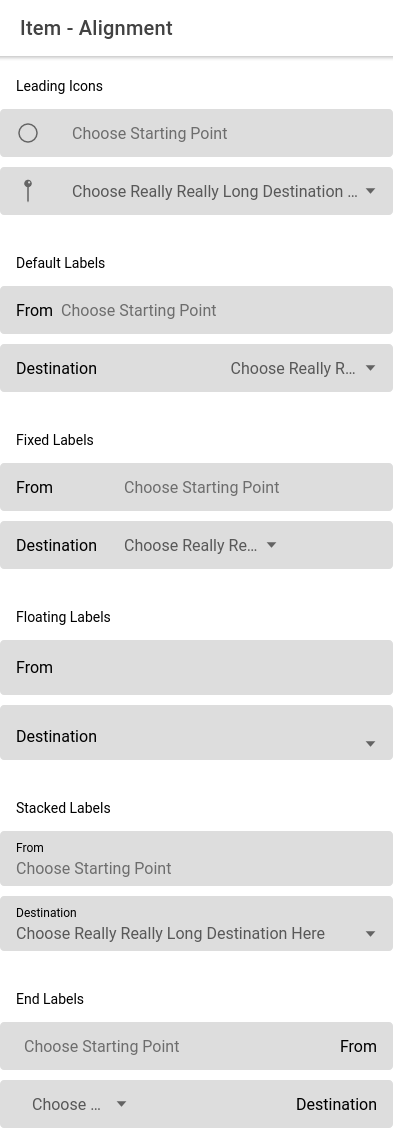 Item - Alignment
Leading Icons
Choose Starting Point
Choose Really Really Long Destination ...
Default Labels
From Choose Starting Point
Destination Choose Really R...
Fixed Labels
From Choose Starting Point
Destination Choose Really Re...
Floating Labels
From
Destination
Stacked Labels
From
Choose Starting Point
Destination
Choose Really Really Long Destination Here
End Labels
Choose Starting Point From
Choose ... Destination